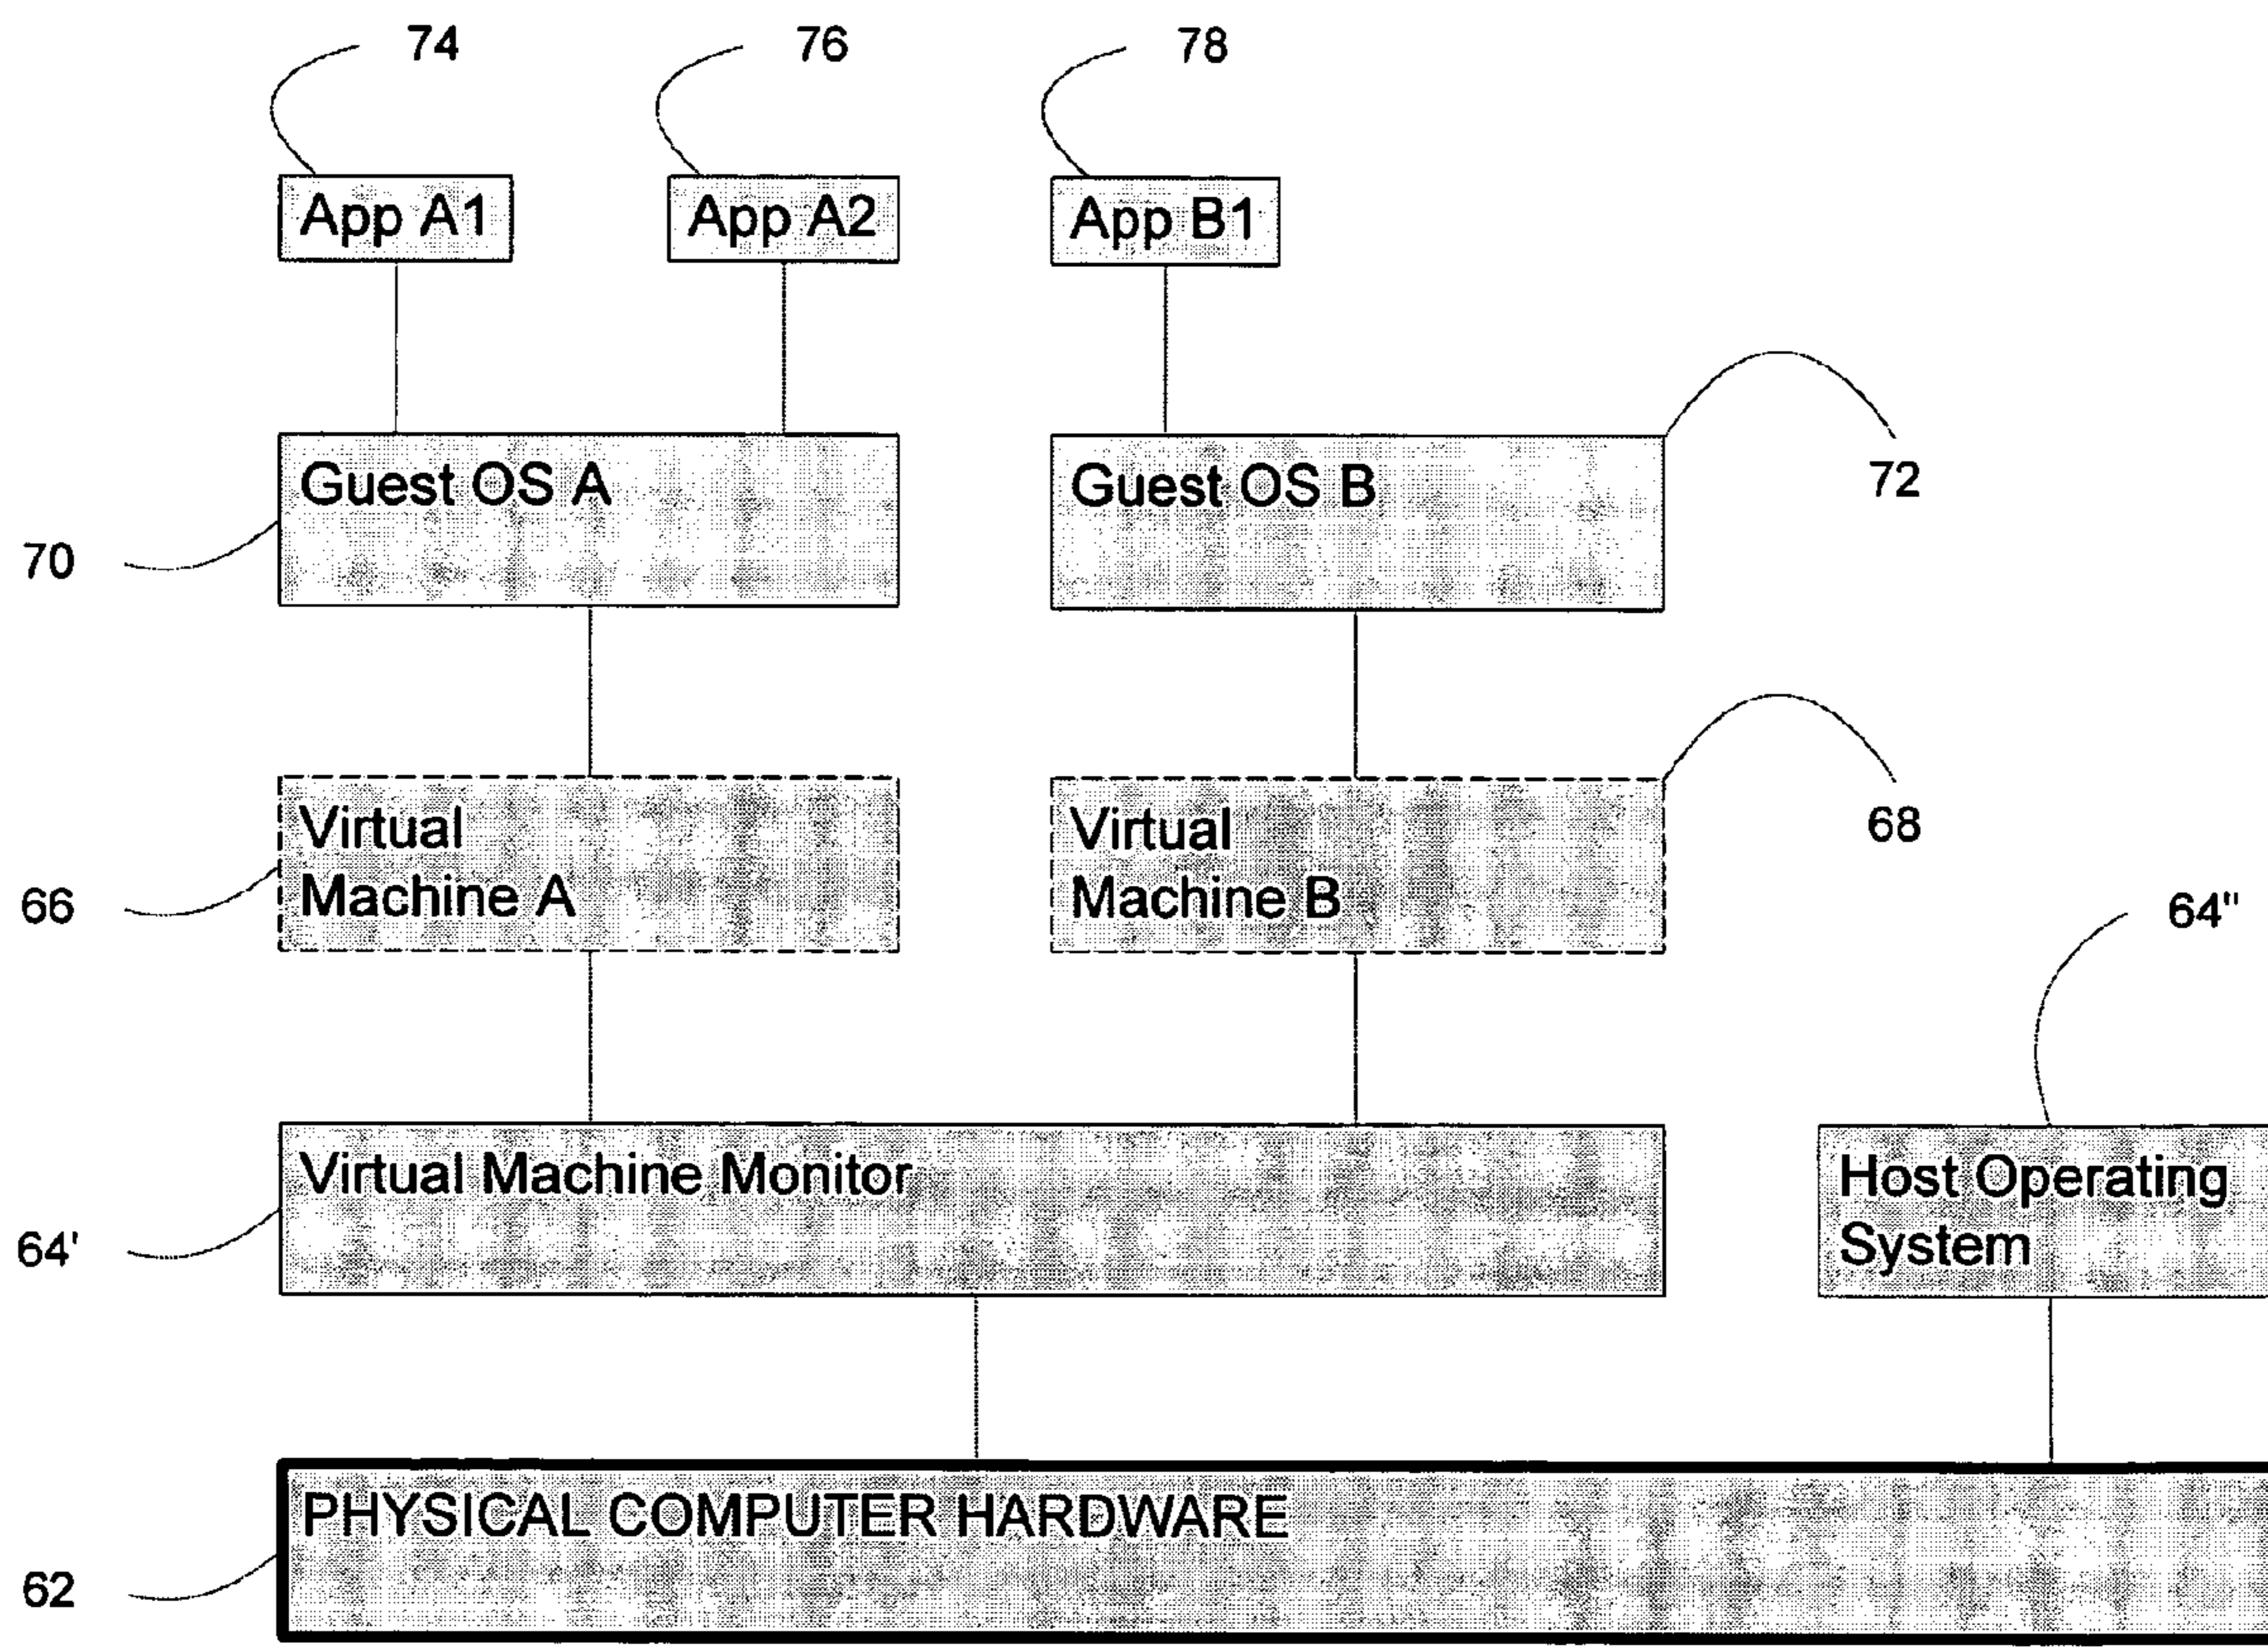 74
76
78
App A1
App A2
App B1
Guest OS A
Guest OS B
72
70
Virtual
Machine A
Virtual
Machine B
68
66
64"
Virtual Machine Monitor
Host Operating
System
64'
PHYSICAL COMPUTER HARDWARE
62